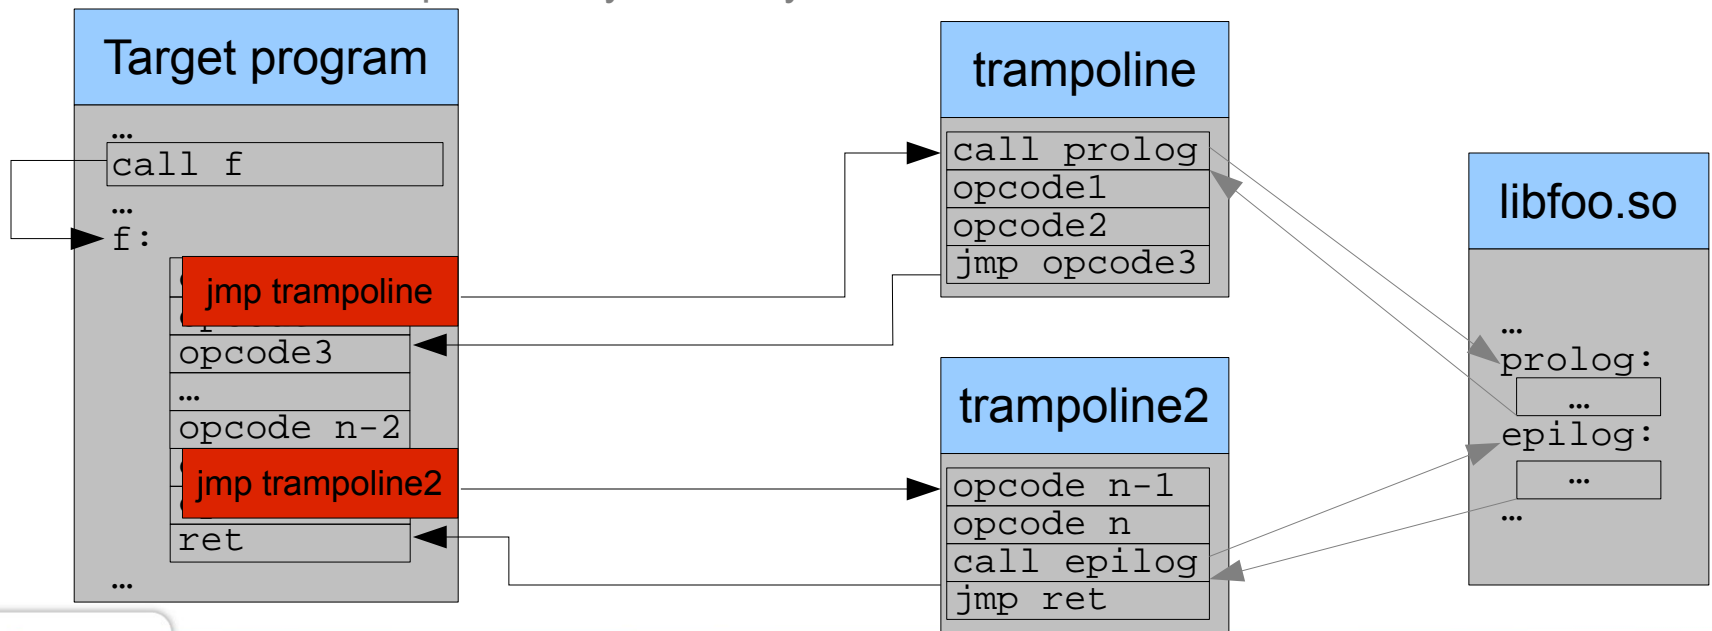 Target program
…
call f
…
f:
jmp trampoline
opcode3
…
opcode n-2
jmp trampoline2
ret
…
trampoline
call prolog
opcode1
opcode2
jmp opcode3
trampoline2
opcode n-1
opcode n
call epilog
jmp ret
libfoo.so
…
prolog:
…
epilog:
…
…